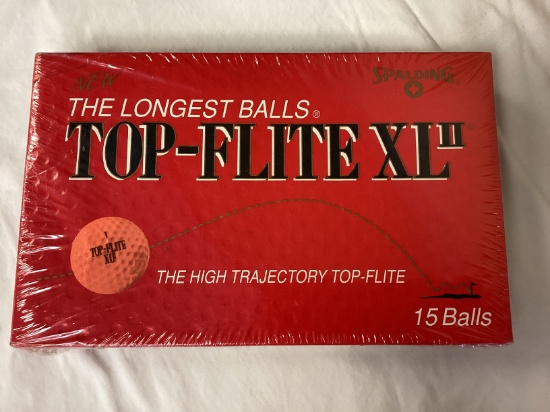 NEW
SPALDING
THE LONGEST BALLS®
TOP-FLITE XL II
TOP-FLITE
XL II
THE HIGH TRAJECTORY TOP-FLITE
15 Balls